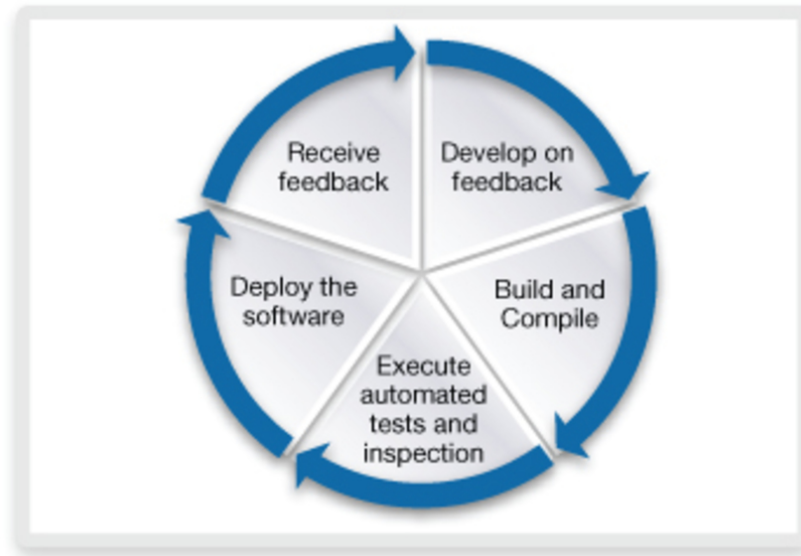 Receive
feedback
Develop on
feedback
Build and
Compile
Execute
automated
tests and
inspection
Deploy the
software